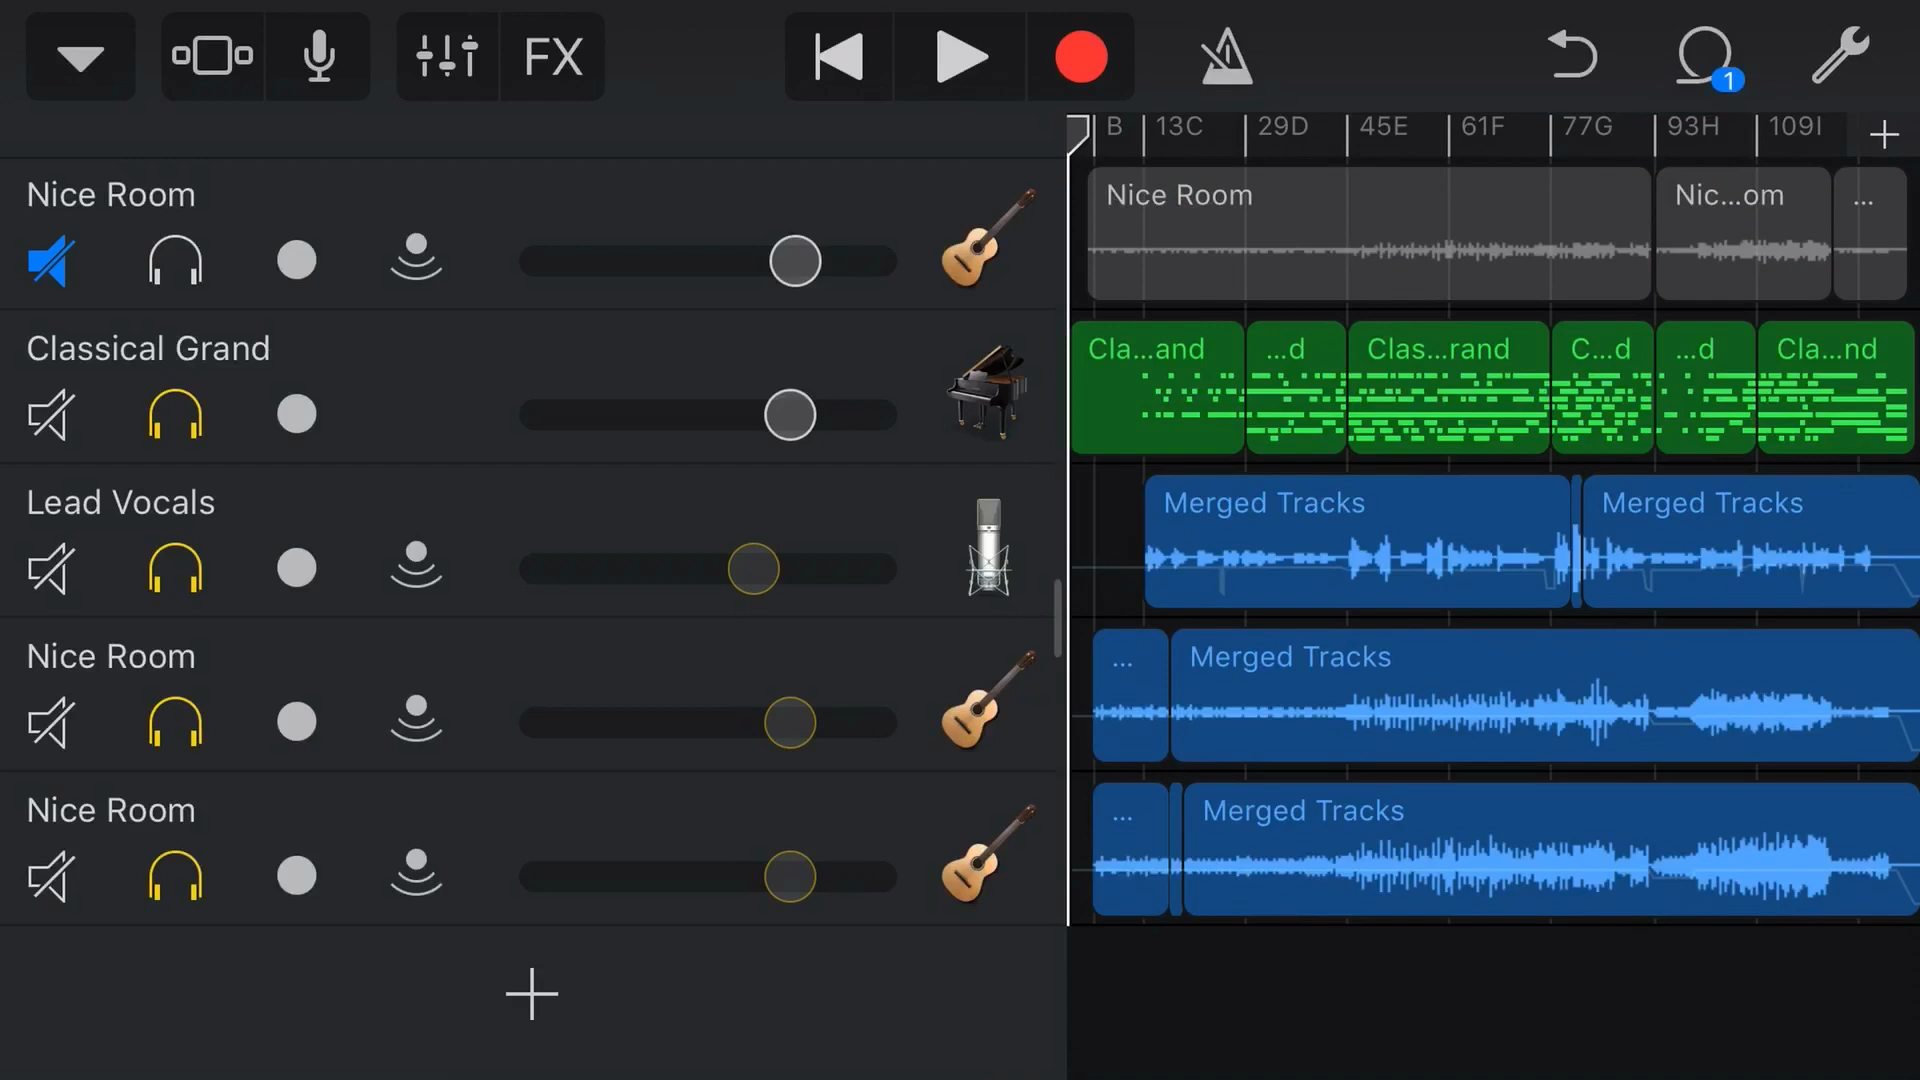 FX
1
B 13C 29D 45E 61F 77G 93H 109I
Nice Room
Nice Room Nic...om ...
Classical Grand
Cla...and ...d Clas...rand C...d ...d Cla...nd
Lead Vocals
Merged Tracks Merged Tracks
Nice Room
... Merged Tracks
Nice Room
... Merged Tracks